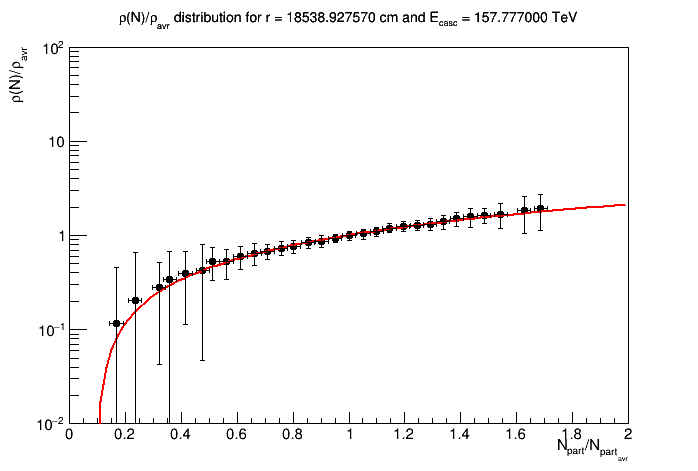 ρ(N)/ρavr distribution for r = 18538.927570 cm and Ecasc = 157.777000 TeV
ρ(N)/ρavr
10²
10
1
10⁻¹
10⁻²
0 0.2 0.4 0.6 0.8 1 1.2 1.4 1.6 1.8 2
Npart/Npartavr